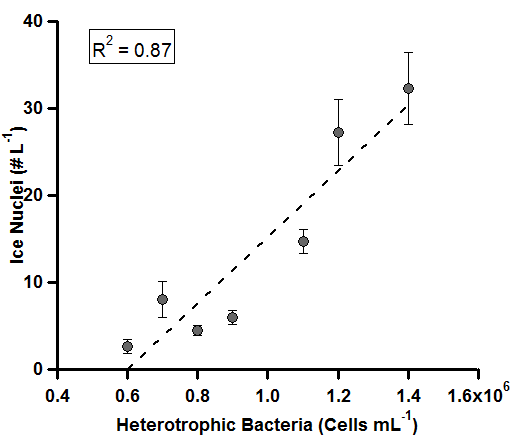 R² = 0.87
40
30
20
10
0
Ice Nuclei (# L⁻¹)
0.4 0.6 0.8 1.0 1.2 1.4 1.6x10⁶
Heterotrophic Bacteria (Cells mL⁻¹)